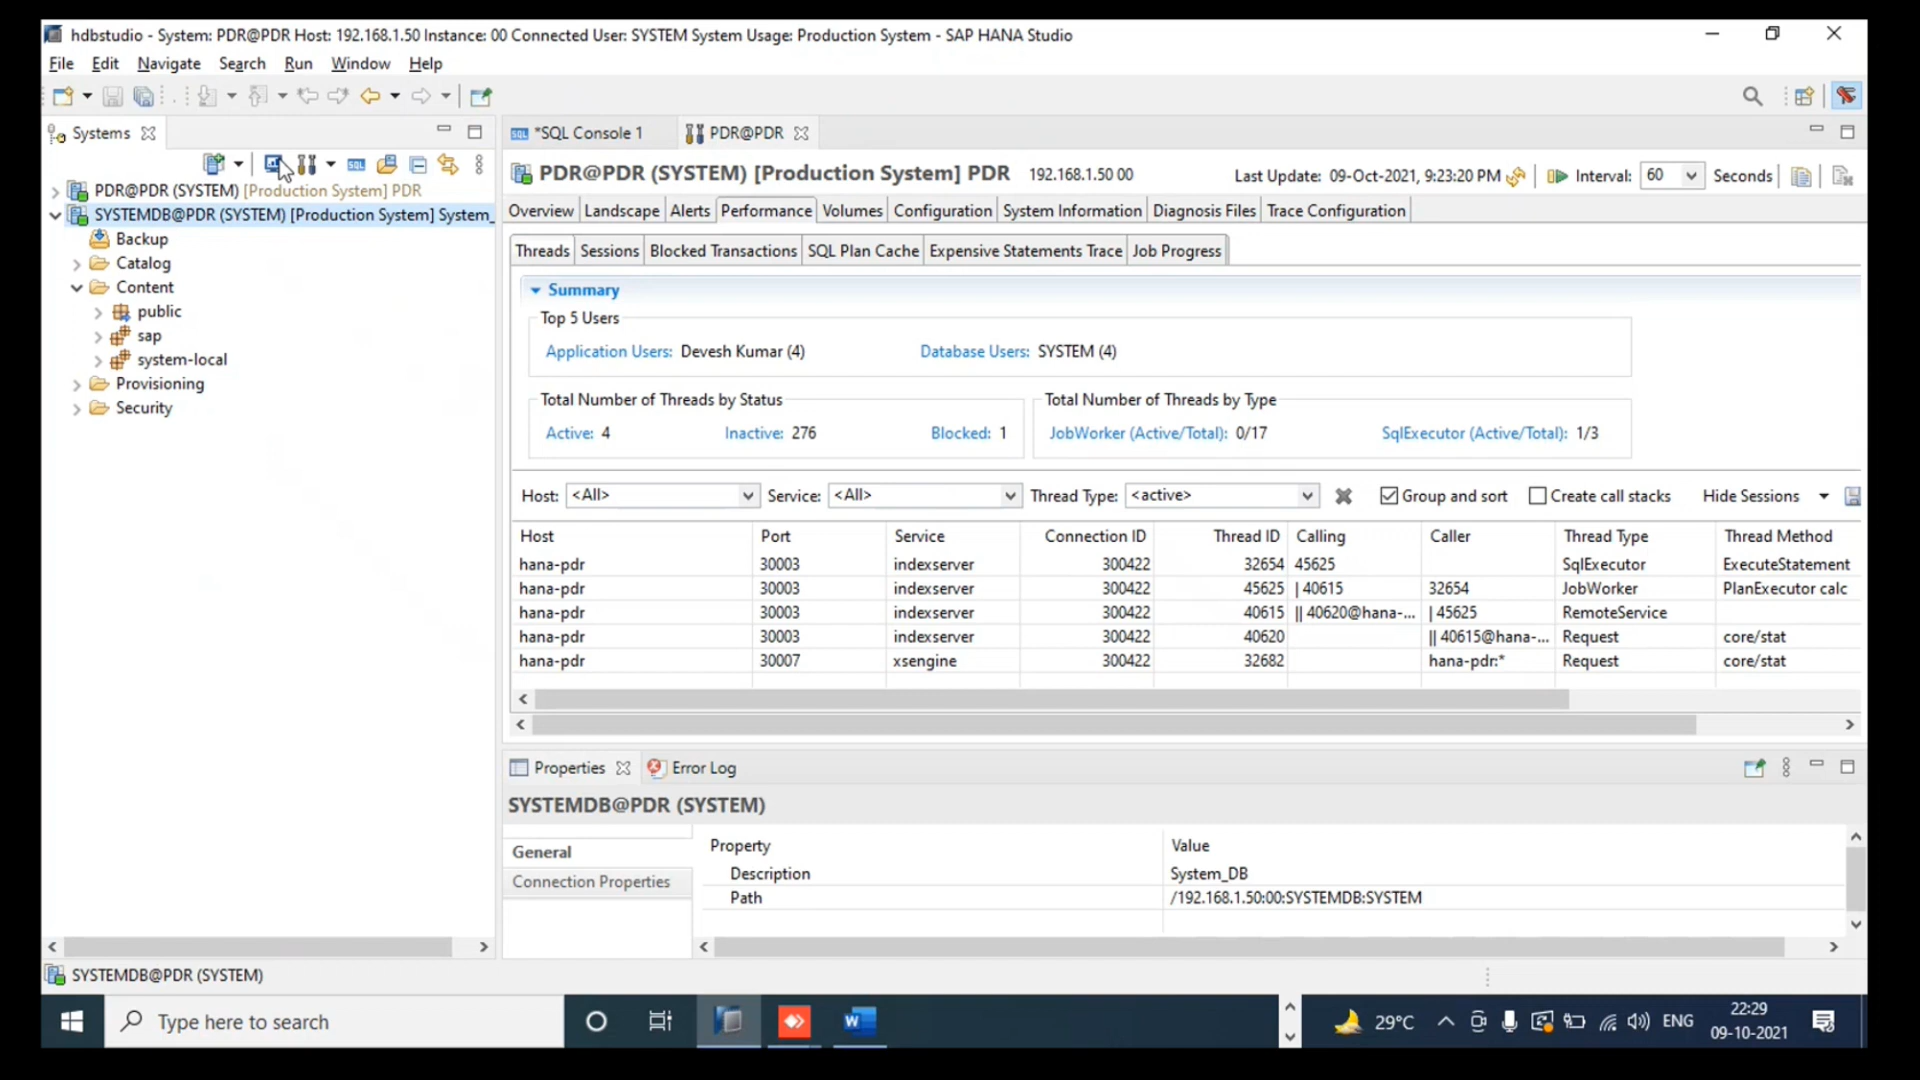 hdbstudio - System: PDR@PDR Host: 192.168.1.50 Instance: 00 Connected User: SYSTEM System Usage: Production System - SAP HANA Studio
File Edit Navigate Search Run Window Help
Systems
*SQL Console 1 PDR@PDR
SQL
PDR@PDR (SYSTEM) [Production System] PDR
SYSTEMDB@PDR (SYSTEM) [Production System] System_
Backup
Catalog
Content
public
sap
system-local
Provisioning
Security
PDR@PDR (SYSTEM) [Production System] PDR 192.168.1.50 00 Last Update: 09-Oct-2021, 9:23:20 PM Interval: 60 Seconds
Overview Landscape Alerts Performance Volumes Configuration System Information Diagnosis Files Trace Configuration
Threads Sessions Blocked Transactions SQL Plan Cache Expensive Statements Trace Job Progress
Summary
Top 5 Users
Application Users: Devesh Kumar (4) Database Users: SYSTEM (4)
Total Number of Threads by Status Total Number of Threads by Type
Active: 4 Inactive: 276 Blocked: 1 JobWorker (Active/Total): 0/17 SqlExecutor (Active/Total): 1/3
Host: <All> Service: <All> Thread Type: <active> Group and sort Create call stacks Hide Sessions
Host Port Service Connection ID Thread ID Calling Caller Thread Type Thread Method
hana-pdr 30003 indexserver 300422 32654 45625 SqlExecutor ExecuteStatement
hana-pdr 30003 indexserver 300422 45625 | 40615 32654 JobWorker PlanExecutor calc
hana-pdr 30003 indexserver 300422 40615 || 40620@hana-... | 45625 RemoteService
hana-pdr 30003 indexserver 300422 40620 || 40615@hana-... Request core/stat
hana-pdr 30007 xsengine 300422 32682 hana-pdr:* Request core/stat
Properties Error Log
SYSTEMDB@PDR (SYSTEM)
General
Connection Properties
Property Value
Description System_DB
Path /192.168.1.50:00:SYSTEMDB:SYSTEM
SYSTEMDB@PDR (SYSTEM)
Type here to search
29°C ENG 22:29
09-10-2021